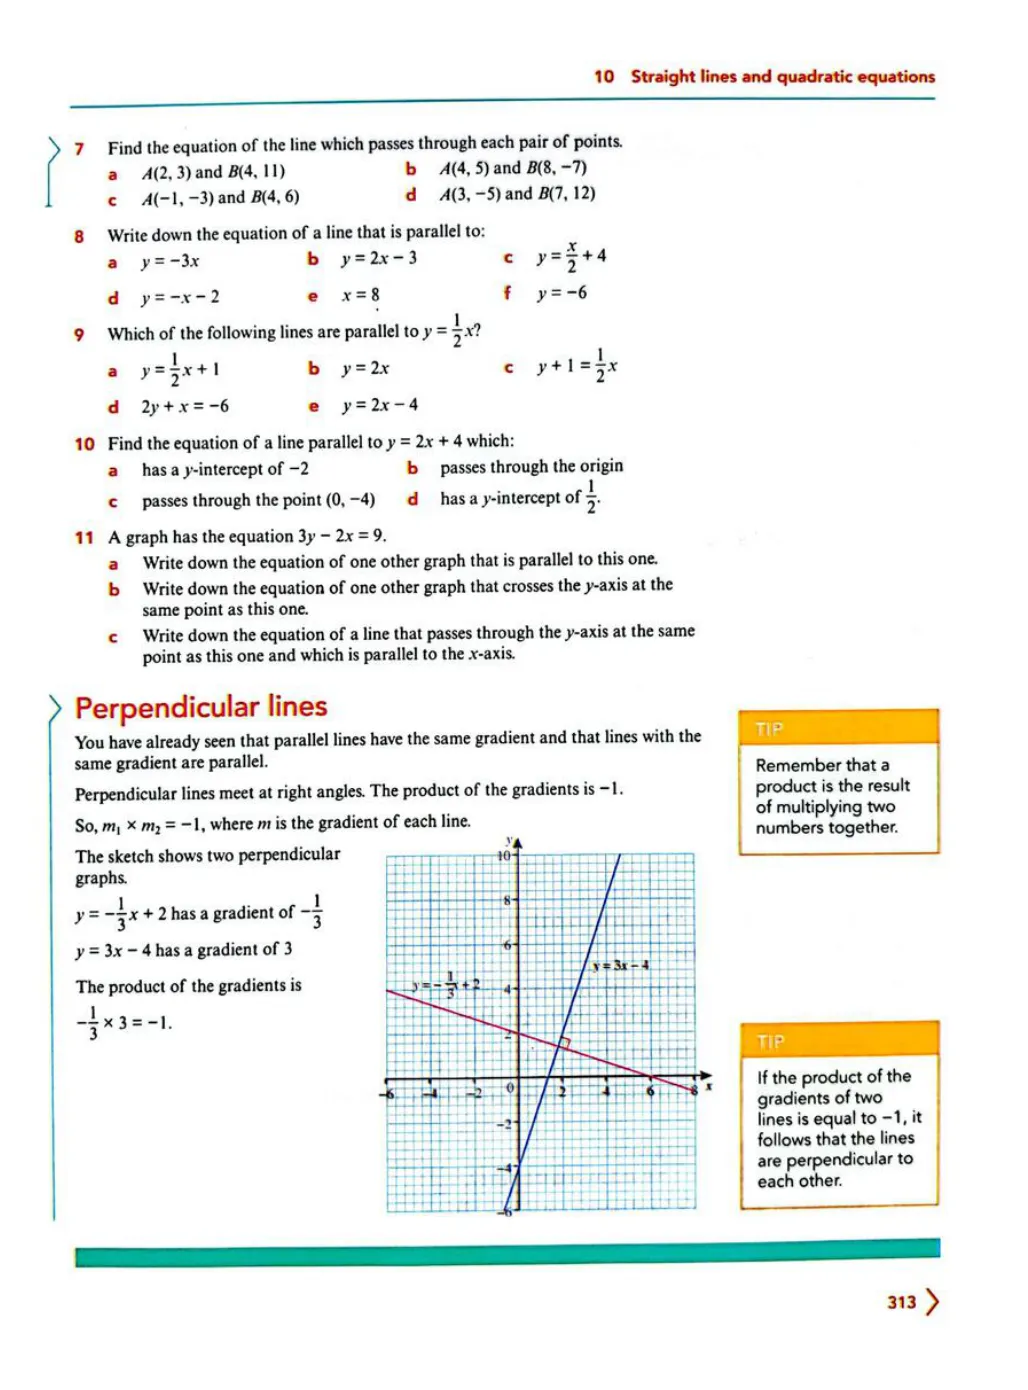 10 Straight lines and quadratic equations
7 Find the equation of the line which passes through each pair of points.
a A(2, 3) and B(4, 11) b A(4, 5) and B(8, −7)
c A(−1, −3) and B(4, 6) d A(3, −5) and B(7, 12)
8 Write down the equation of a line that is parallel to:
a y = −3x b y = 2x − 3 c y = x/2 + 4
d y = −x − 2 e x = 8 f y = −6
9 Which of the following lines are parallel to y = 1/2 x?
a y = 1/2 x + 1 b y = 2x c y + 1 = 1/2 x
d 2y + x = −6 e y = 2x − 4
10 Find the equation of a line parallel to y = 2x + 4 which:
a has a y-intercept of −2 b passes through the origin
c passes through the point (0, −4) d has a y-intercept of 1/2.
11 A graph has the equation 3y − 2x = 9.
a Write down the equation of one other graph that is parallel to this one.
b Write down the equation of one other graph that crosses the y-axis at the
same point as this one.
c Write down the equation of a line that passes through the y-axis at the same
point as this one and which is parallel to the x-axis.
Perpendicular lines
You have already seen that parallel lines have the same gradient and that lines with the
same gradient are parallel.
Perpendicular lines meet at right angles. The product of the gradients is −1.
So, m₁ × m₂ = −1, where m is the gradient of each line.
The sketch shows two perpendicular
graphs.
y = −1/3 x + 2 has a gradient of −1/3
y = 3x − 4 has a gradient of 3
The product of the gradients is
−1/3 × 3 = −1.
y
10
8
6
y = 3x − 4
y = −1/3 x + 2
4
2
−6 −4 −2 0 2 4 6 8 x
−2
−4
−6
TIP
Remember that a
product is the result
of multiplying two
numbers together.
TIP
If the product of the
gradients of two
lines is equal to −1, it
follows that the lines
are perpendicular to
each other.
313